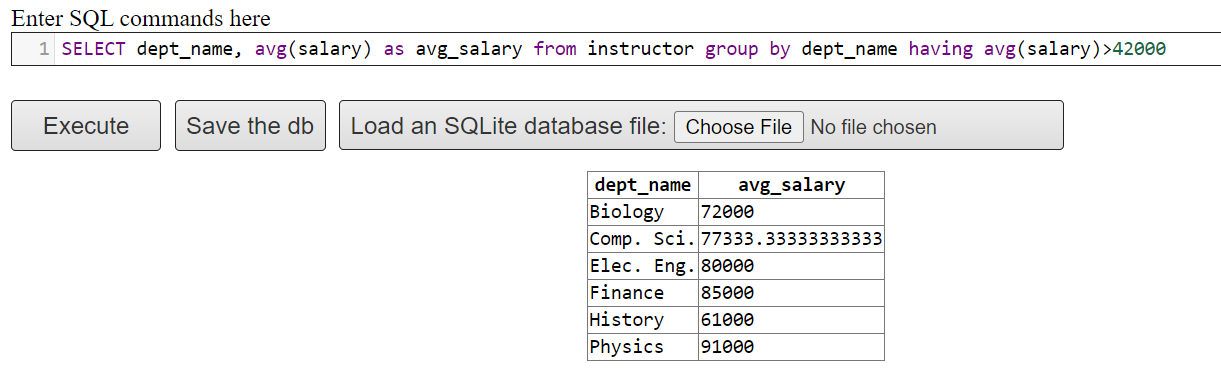 Enter SQL commands here
1 SELECT dept_name, avg(salary) as avg_salary from instructor group by dept_name having avg(salary)>42000
Execute Save the db Load an SQLite database file: Choose File No file chosen
dept_name avg_salary
Biology 72000
Comp. Sci. 77333.33333333333
Elec. Eng. 80000
Finance 85000
History 61000
Physics 91000